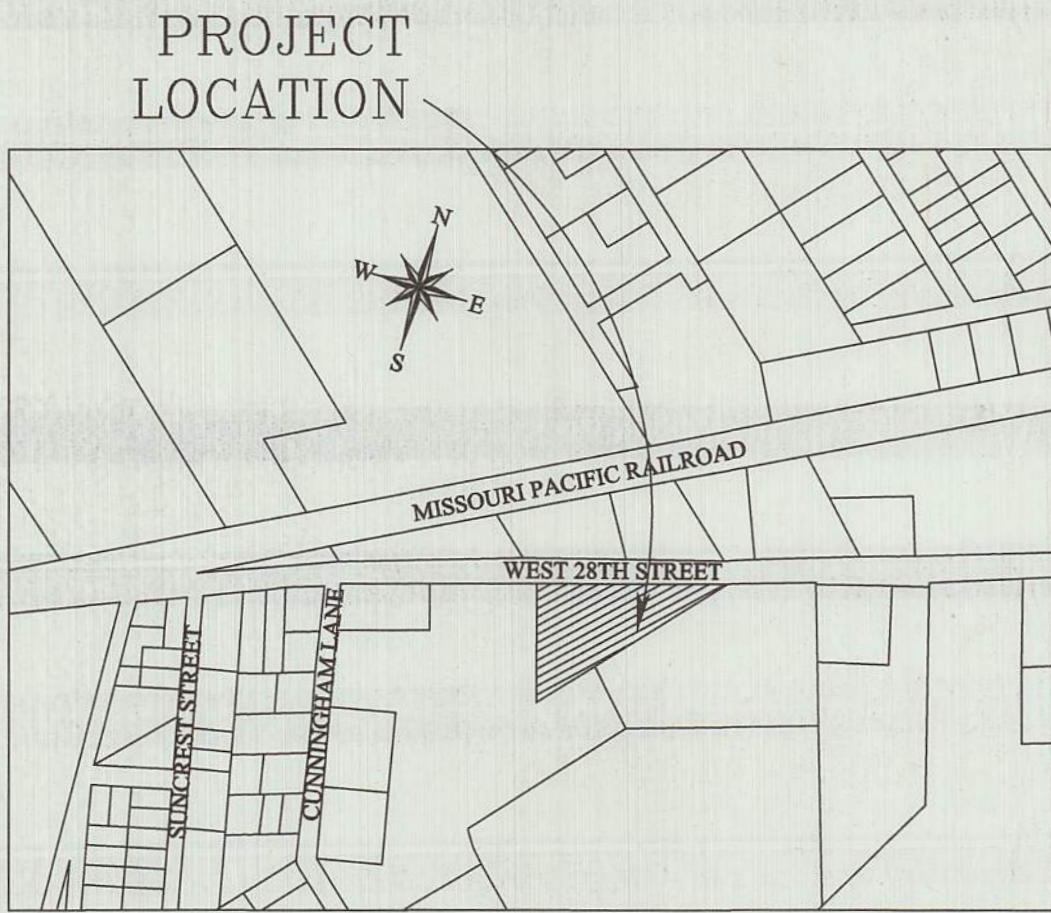 PROJECT
LOCATION
N
W
E
S
MISSOURI PACIFIC RAILROAD
WEST 28TH STREET
SUNCREST STREET
CUNNINGHAM LANE